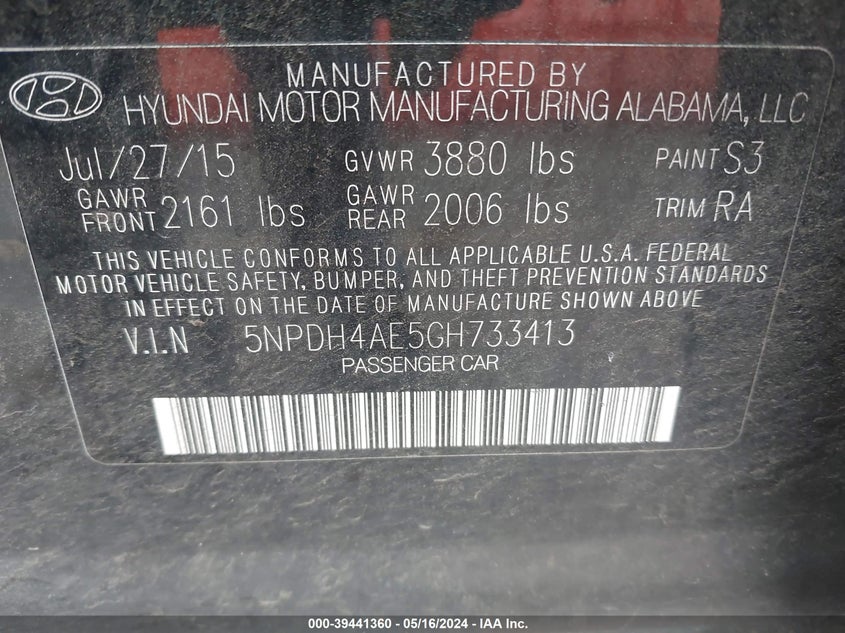 MANUFACTURED BY
HYUNDAI MOTOR MANUFACTURING ALABAMA, LLC
Jul/27/15 GVWR 3880 lbs PAINT S3
GAWR FRONT 2161 lbs GAWR REAR 2006 lbs TRIM RA
THIS VEHICLE CONFORMS TO ALL APPLICABLE U.S.A. FEDERAL
MOTOR VEHICLE SAFETY, BUMPER, AND THEFT PREVENTION STANDARDS
IN EFFECT ON THE DATE OF MANUFACTURE SHOWN ABOVE
V.I.N 5NPDH4AE5GH733413
PASSENGER CAR
000-39441360 - 05/16/2024 - IAA Inc.